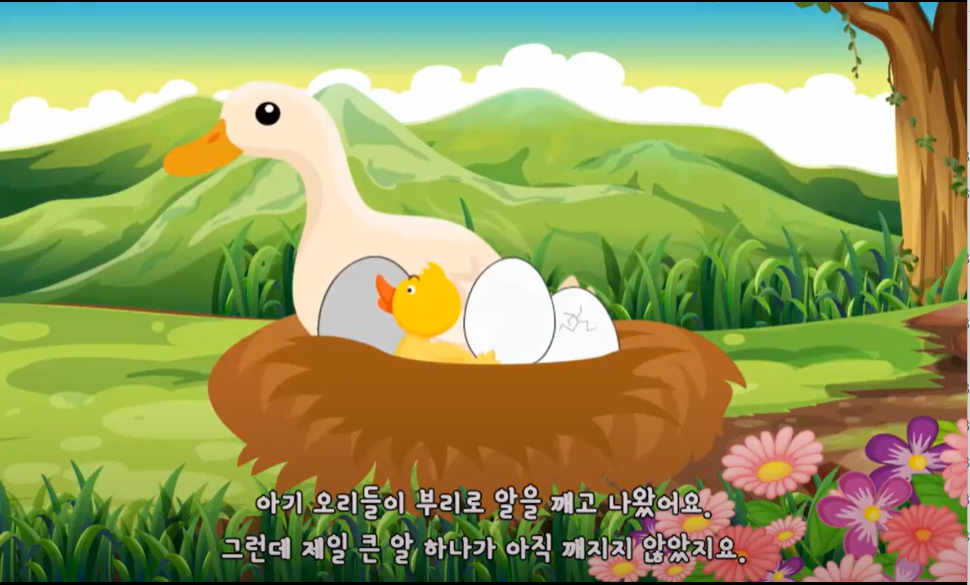 아기 오리들이 부리로 알을 깨고 나왔어요.
그런데 제일 큰 알 하나가 아직 깨지지 않았지요.